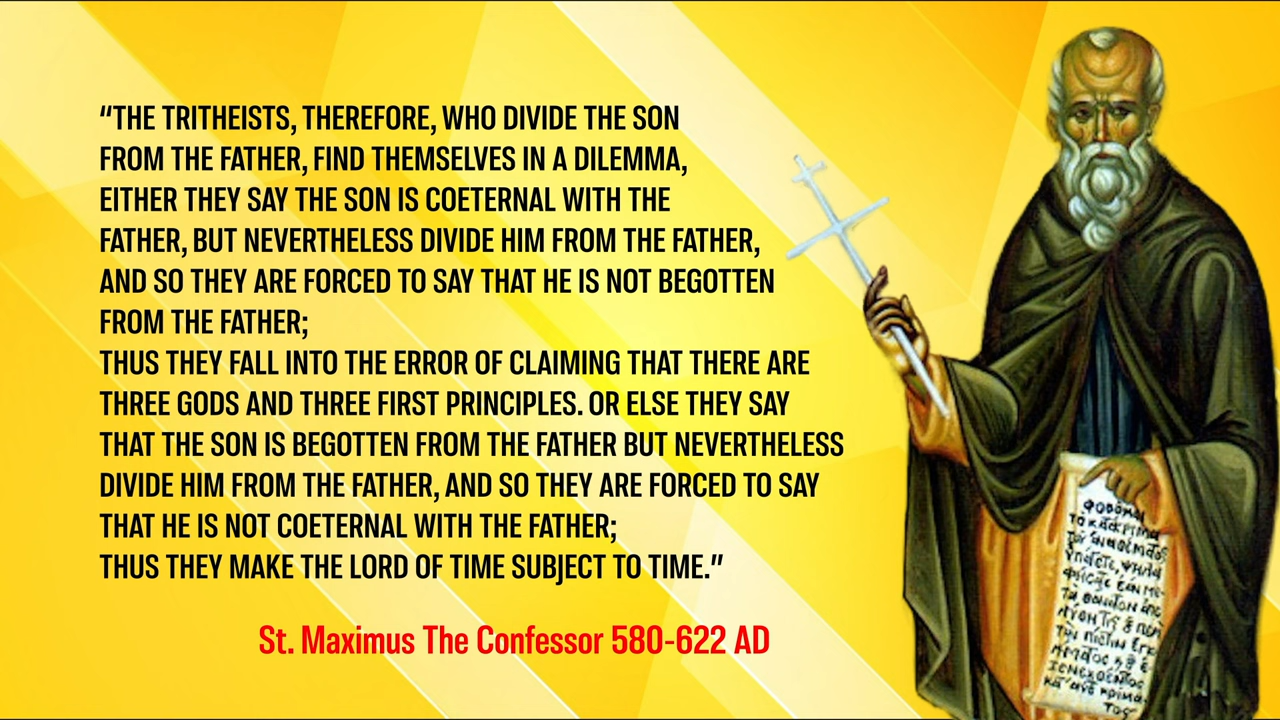 “THE TRITHEISTS, THEREFORE, WHO DIVIDE THE SON
FROM THE FATHER, FIND THEMSELVES IN A DILEMMA,
EITHER THEY SAY THE SON IS COETERNAL WITH THE
FATHER, BUT NEVERTHELESS DIVIDE HIM FROM THE FATHER,
AND SO THEY ARE FORCED TO SAY THAT HE IS NOT BEGOTTEN
FROM THE FATHER;
THUS THEY FALL INTO THE ERROR OF CLAIMING THAT THERE ARE
THREE GODS AND THREE FIRST PRINCIPLES. OR ELSE THEY SAY
THAT THE SON IS BEGOTTEN FROM THE FATHER BUT NEVERTHELESS
DIVIDE HIM FROM THE FATHER, AND SO THEY ARE FORCED TO SAY
THAT HE IS NOT COETERNAL WITH THE FATHER;
THUS THEY MAKE THE LORD OF TIME SUBJECT TO TIME.”
St. Maximus The Confessor 580-622 AD